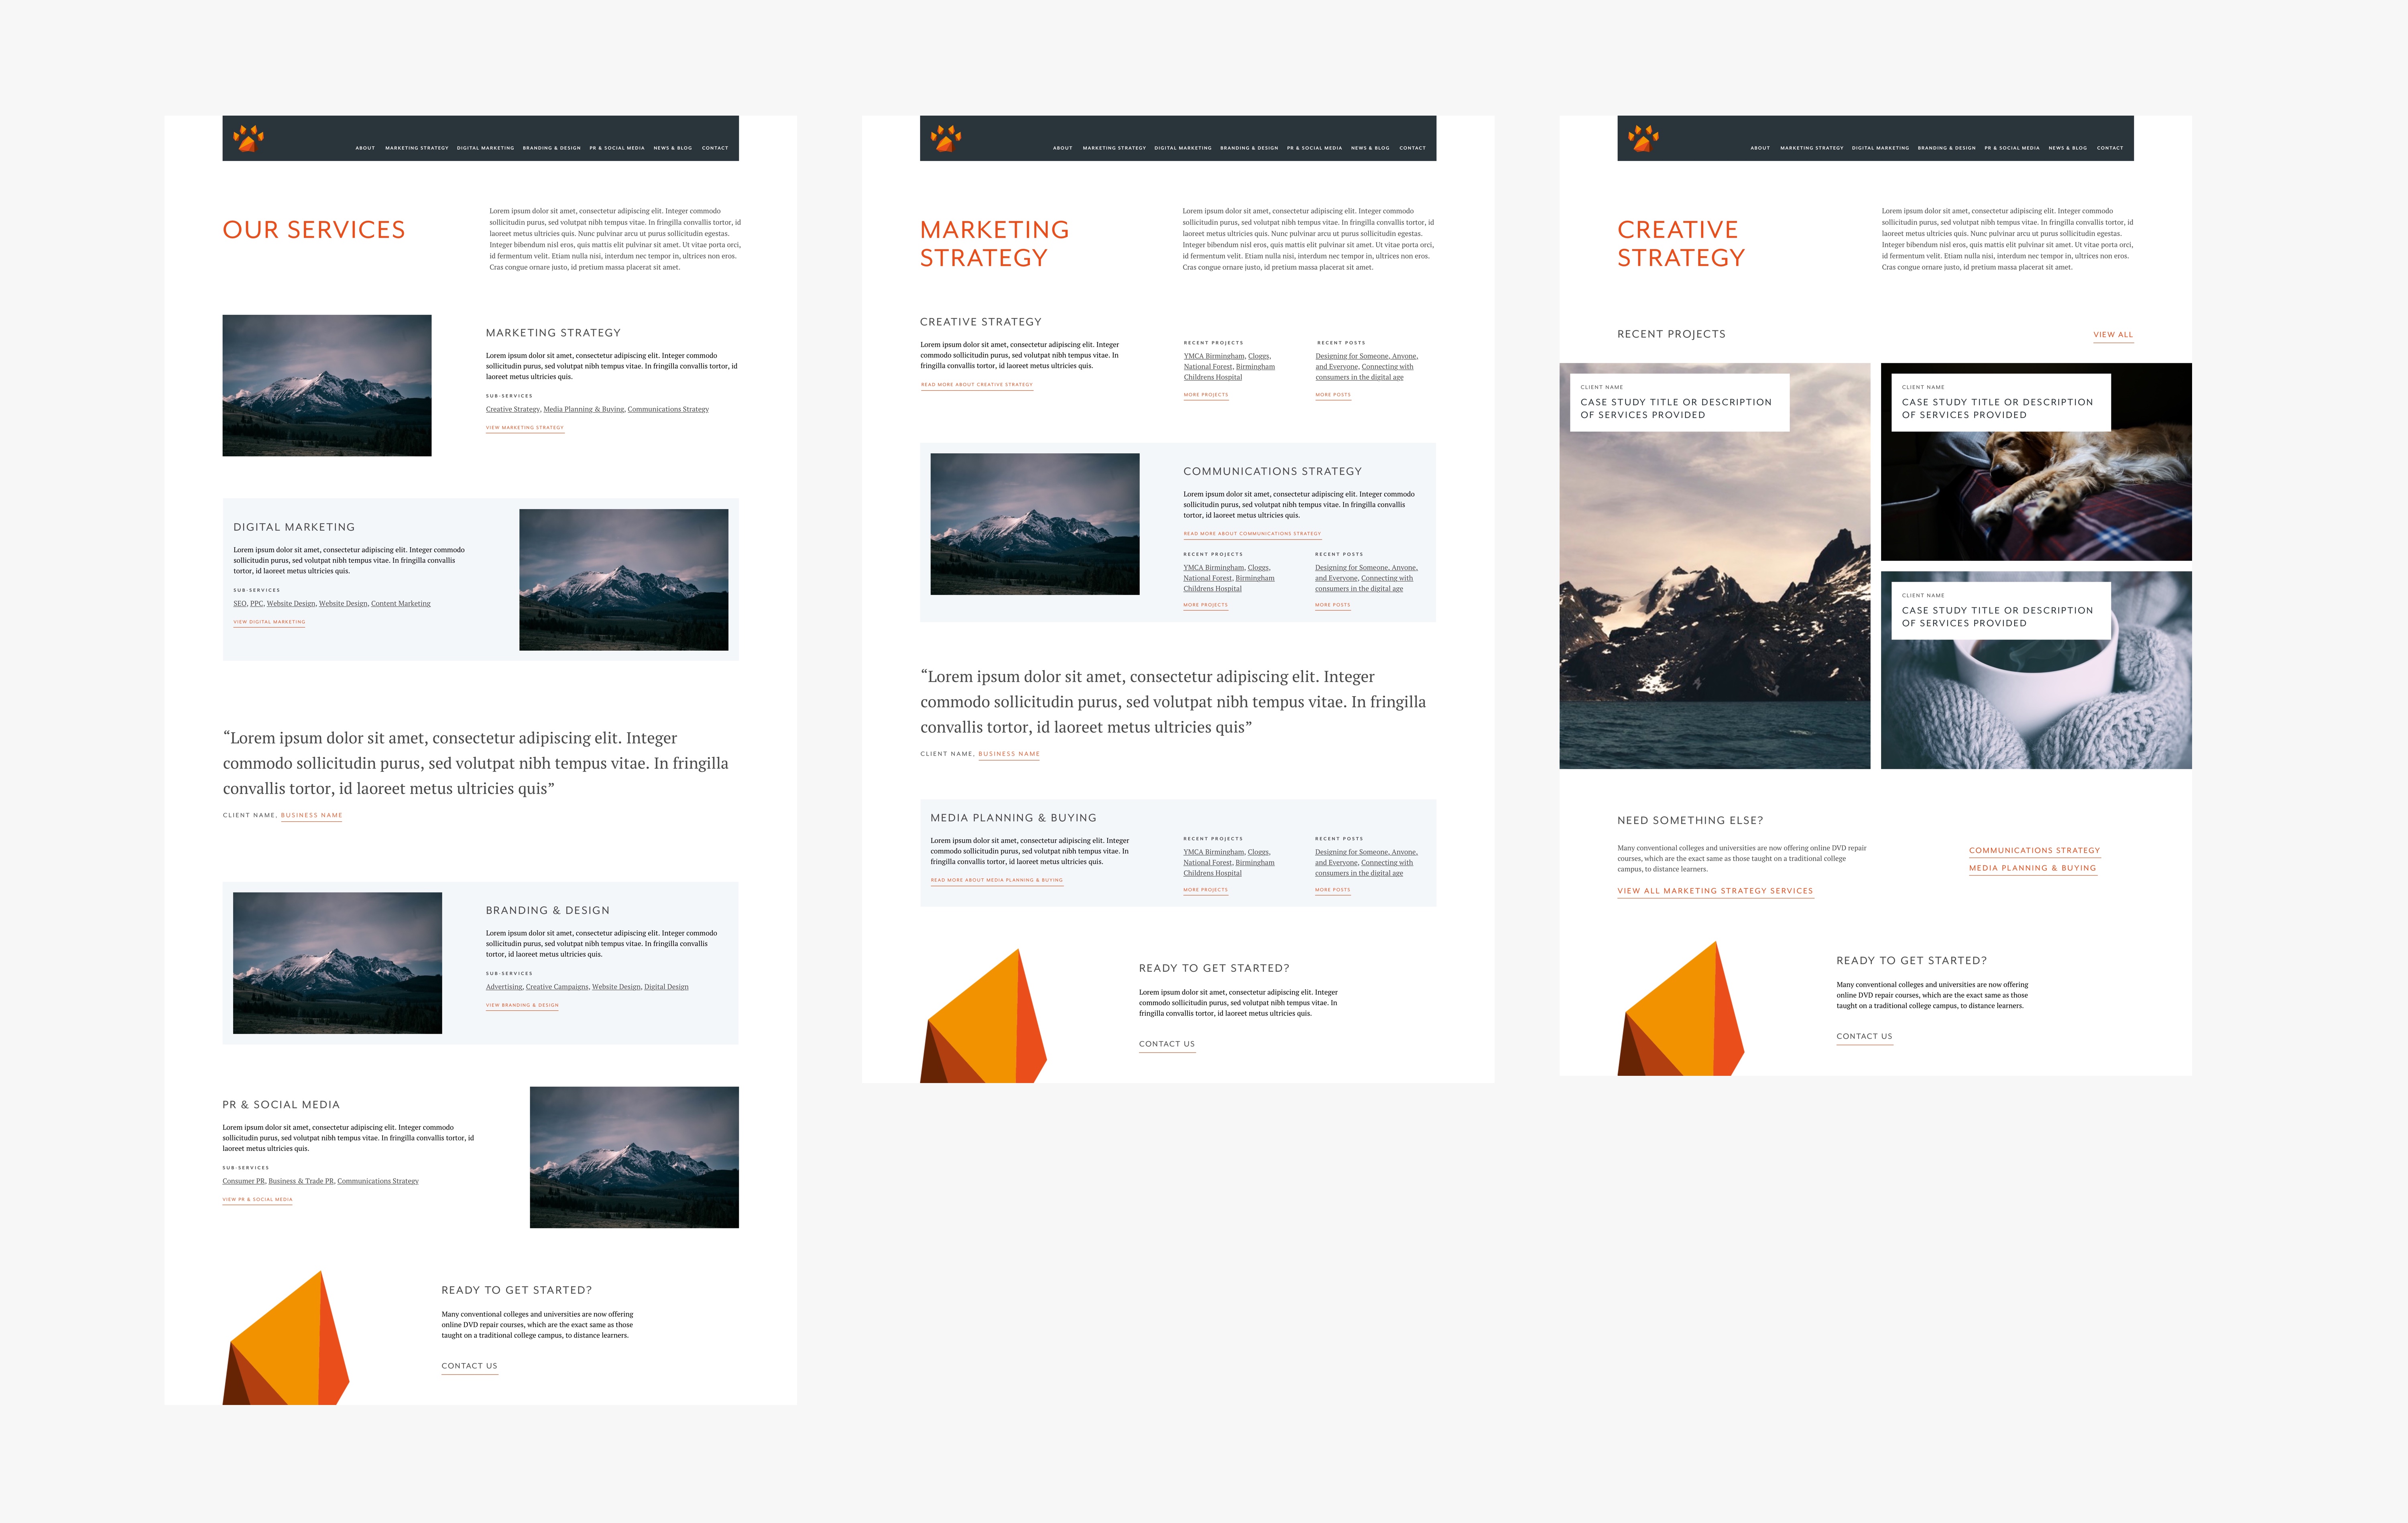 ABOUT MARKETING STRATEGY DIGITAL MARKETING BRANDING & DESIGN PR & SOCIAL MEDIA NEWS & BLOG CONTACT
OUR SERVICES
Lorem ipsum dolor sit amet, consectetur adipiscing elit. Integer commodo
sollicitudin purus, sed volutpat nibh tempus vitae. In fringilla convallis tortor, id
laoreet metus ultricies quis. Nunc pulvinar arcu ut purus sollicitudin egestas.
Integer bibendum nisl eros, quis mattis elit pulvinar sit amet. Ut vitae porta orci,
id fermentum velit. Etiam nulla nisi, interdum nec tempor in, ultrices non eros.
Cras congue ornare justo, id pretium massa placerat sit amet.
MARKETING STRATEGY
Lorem ipsum dolor sit amet, consectetur adipiscing elit. Integer commodo
sollicitudin purus, sed volutpat nibh tempus vitae. In fringilla convallis tortor, id
laoreet metus ultricies quis.
SUB-SERVICES
Creative Strategy, Media Planning & Buying, Communications Strategy
VIEW MARKETING STRATEGY
DIGITAL MARKETING
Lorem ipsum dolor sit amet, consectetur adipiscing elit. Integer commodo
sollicitudin purus, sed volutpat nibh tempus vitae. In fringilla convallis
tortor, id laoreet metus ultricies quis.
SUB-SERVICES
SEO, PPC, Website Design, Website Design, Content Marketing
VIEW DIGITAL MARKETING
“Lorem ipsum dolor sit amet, consectetur adipiscing elit. Integer
commodo sollicitudin purus, sed volutpat nibh tempus vitae. In fringilla
convallis tortor, id laoreet metus ultricies quis”
CLIENT NAME, BUSINESS NAME
BRANDING & DESIGN
Lorem ipsum dolor sit amet, consectetur adipiscing elit. Integer commodo
sollicitudin purus, sed volutpat nibh tempus vitae. In fringilla convallis
tortor, id laoreet metus ultricies quis.
SUB-SERVICES
Advertising, Creative Campaigns, Website Design, Digital Design
VIEW BRANDING & DESIGN
PR & SOCIAL MEDIA
Lorem ipsum dolor sit amet, consectetur adipiscing elit. Integer commodo
sollicitudin purus, sed volutpat nibh tempus vitae. In fringilla convallis tortor, id
laoreet metus ultricies quis.
SUB-SERVICES
Consumer PR, Business & Trade PR, Communications Strategy
VIEW PR & SOCIAL MEDIA
READY TO GET STARTED?
Many conventional colleges and universities are now offering
online DVD repair courses, which are the exact same as those
taught on a traditional college campus, to distance learners.
CONTACT US
ABOUT MARKETING STRATEGY DIGITAL MARKETING BRANDING & DESIGN PR & SOCIAL MEDIA NEWS & BLOG CONTACT
MARKETING
STRATEGY
Lorem ipsum dolor sit amet, consectetur adipiscing elit. Integer commodo
sollicitudin purus, sed volutpat nibh tempus vitae. In fringilla convallis tortor, id
laoreet metus ultricies quis. Nunc pulvinar arcu ut purus sollicitudin egestas.
Integer bibendum nisl eros, quis mattis elit pulvinar sit amet. Ut vitae porta orci,
id fermentum velit. Etiam nulla nisi, interdum nec tempor in, ultrices non eros.
Cras congue ornare justo, id pretium massa placerat sit amet.
CREATIVE STRATEGY
Lorem ipsum dolor sit amet, consectetur adipiscing elit. Integer
commodo sollicitudin purus, sed volutpat nibh tempus vitae. In
fringilla convallis tortor, id laoreet metus ultricies quis.
READ MORE ABOUT CREATIVE STRATEGY
RECENT PROJECTS
YMCA Birmingham, Cloggs,
National Forest, Birmingham
Childrens Hospital
MORE PROJECTS
RECENT POSTS
Designing for Someone, Anyone,
and Everyone, Connecting with
consumers in the digital age
MORE POSTS
COMMUNICATIONS STRATEGY
Lorem ipsum dolor sit amet, consectetur adipiscing elit. Integer commodo
sollicitudin purus, sed volutpat nibh tempus vitae. In fringilla convallis
tortor, id laoreet metus ultricies quis.
READ MORE ABOUT COMMUNICATIONS STRATEGY
RECENT PROJECTS
YMCA Birmingham, Cloggs,
National Forest, Birmingham
Childrens Hospital
MORE PROJECTS
RECENT POSTS
Designing for Someone, Anyone,
and Everyone, Connecting with
consumers in the digital age
MORE POSTS
“Lorem ipsum dolor sit amet, consectetur adipiscing elit. Integer
commodo sollicitudin purus, sed volutpat nibh tempus vitae. In fringilla
convallis tortor, id laoreet metus ultricies quis”
CLIENT NAME, BUSINESS NAME
MEDIA PLANNING & BUYING
Lorem ipsum dolor sit amet, consectetur adipiscing elit. Integer
commodo sollicitudin purus, sed volutpat nibh tempus vitae. In
fringilla convallis tortor, id laoreet metus ultricies quis.
READ MORE ABOUT MEDIA PLANNING & BUYING
RECENT PROJECTS
YMCA Birmingham, Cloggs,
National Forest, Birmingham
Childrens Hospital
MORE PROJECTS
RECENT POSTS
Designing for Someone, Anyone,
and Everyone, Connecting with
consumers in the digital age
MORE POSTS
READY TO GET STARTED?
Lorem ipsum dolor sit amet, consectetur adipiscing elit. Integer
commodo sollicitudin purus, sed volutpat nibh tempus vitae. In
fringilla convallis tortor, id laoreet metus ultricies quis.
CONTACT US
ABOUT MARKETING STRATEGY DIGITAL MARKETING BRANDING & DESIGN PR & SOCIAL MEDIA NEWS & BLOG CONTACT
CREATIVE
STRATEGY
Lorem ipsum dolor sit amet, consectetur adipiscing elit. Integer commodo
sollicitudin purus, sed volutpat nibh tempus vitae. In fringilla convallis tortor, id
laoreet metus ultricies quis. Nunc pulvinar arcu ut purus sollicitudin egestas.
Integer bibendum nisl eros, quis mattis elit pulvinar sit amet. Ut vitae porta orci,
id fermentum velit. Etiam nulla nisi, interdum nec tempor in, ultrices non eros.
Cras congue ornare justo, id pretium massa placerat sit amet.
RECENT PROJECTS
VIEW ALL
CLIENT NAME
CASE STUDY TITLE OR DESCRIPTION
OF SERVICES PROVIDED
CLIENT NAME
CASE STUDY TITLE OR DESCRIPTION
OF SERVICES PROVIDED
CLIENT NAME
CASE STUDY TITLE OR DESCRIPTION
OF SERVICES PROVIDED
NEED SOMETHING ELSE?
Many conventional colleges and universities are now offering online DVD repair
courses, which are the exact same as those taught on a traditional college
campus, to distance learners.
VIEW ALL MARKETING STRATEGY SERVICES
COMMUNICATIONS STRATEGY
MEDIA PLANNING & BUYING
READY TO GET STARTED?
Many conventional colleges and universities are now offering
online DVD repair courses, which are the exact same as those
taught on a traditional college campus, to distance learners.
CONTACT US